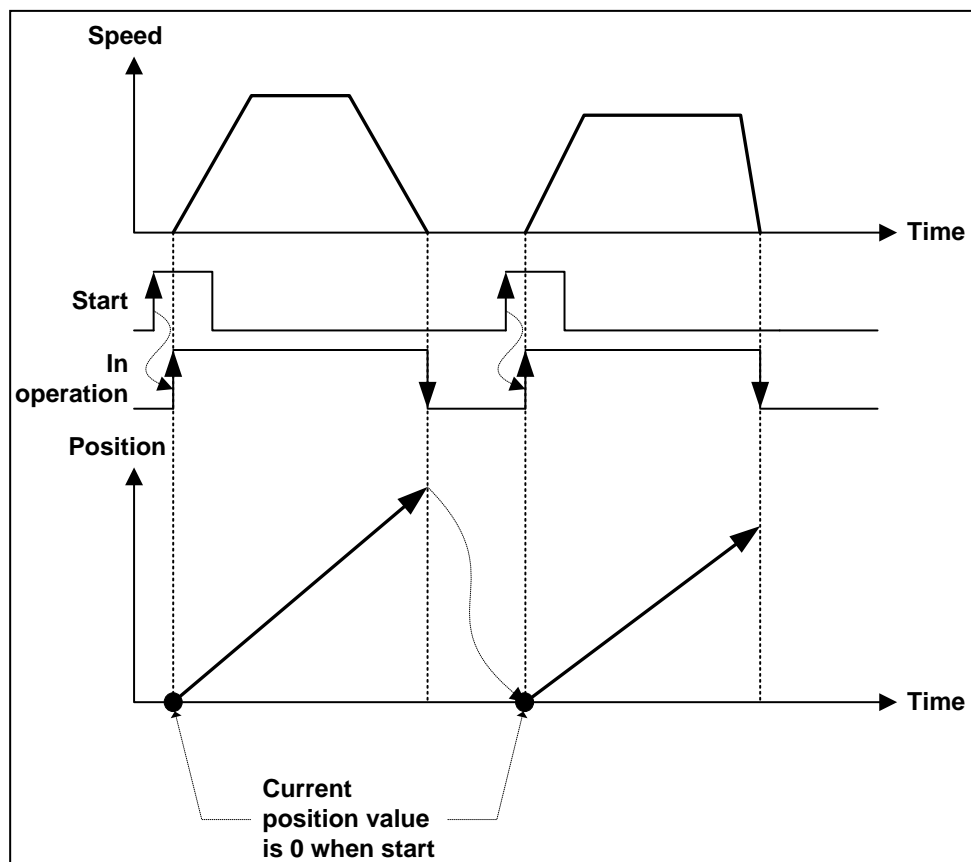 Speed
Time
Start
In
operation
Position
Time
Current
position value
is 0 when start